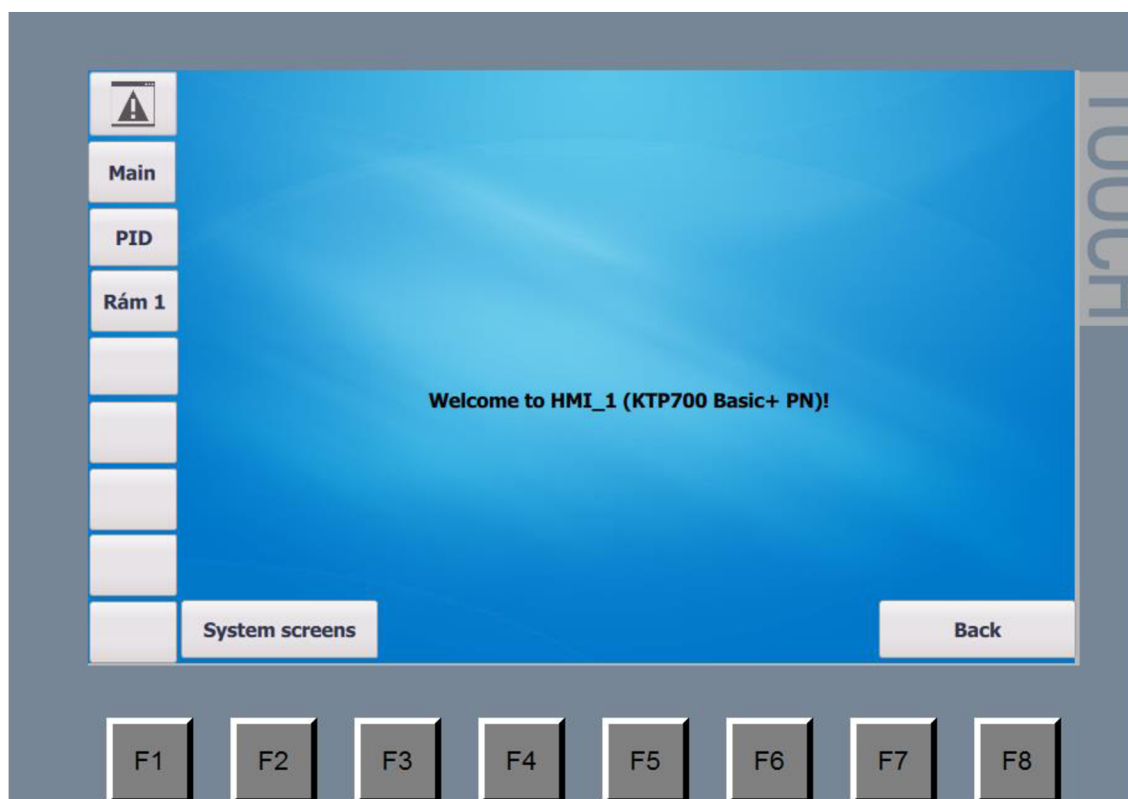 Main
PID
Rám 1
Welcome to HMI_1 (KTP700 Basic+ PN)!
System screens
Back
TOUCH
F1 F2 F3 F4 F5 F6 F7 F8